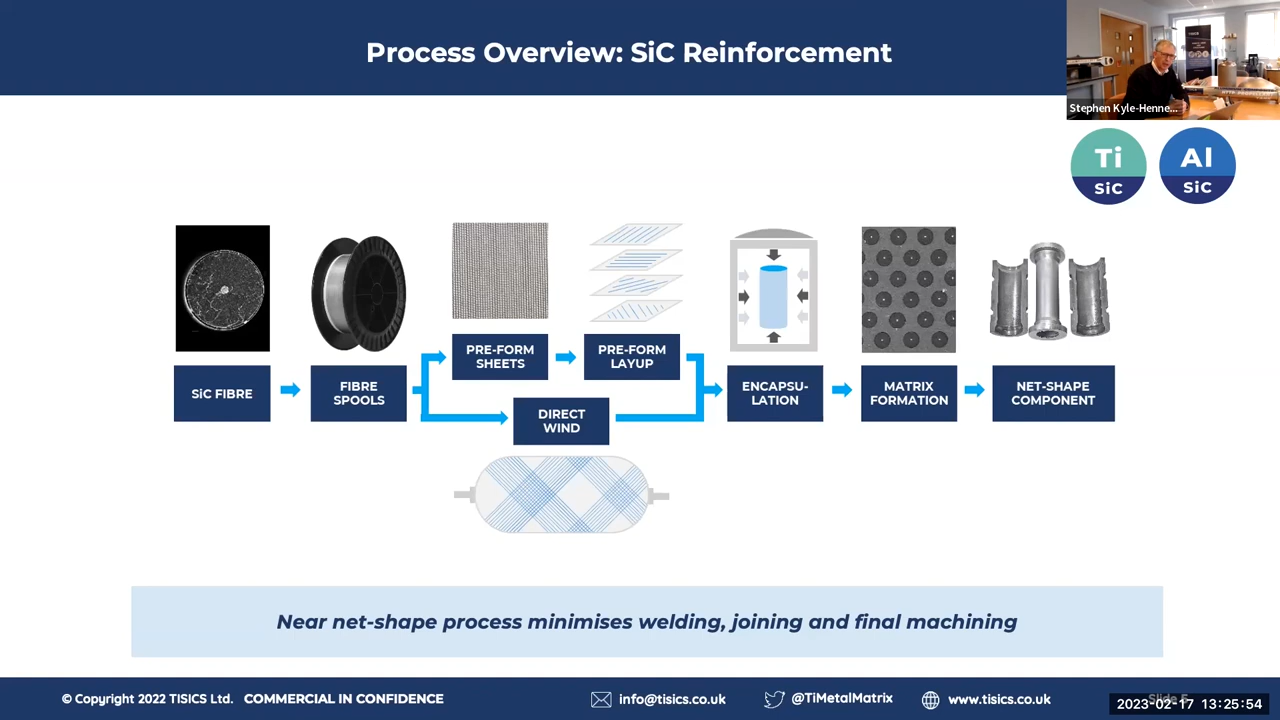 Process Overview: SiC Reinforcement
Stephen Kyle-Henne...
Ti
SiC
Al
SiC
SiC FIBRE
FIBRE
SPOOLS
PRE-FORM
SHEETS
PRE-FORM
LAYUP
DIRECT
WIND
ENCAPSU-
LATION
MATRIX
FORMATION
NET-SHAPE
COMPONENT
Near net-shape process minimises welding, joining and final machining
© Copyright 2022 TISICS Ltd. COMMERCIAL IN CONFIDENCE
info@tisics.co.uk
@TiMetalMatrix
www.tisics.co.uk
2023-02-17 13:25:54